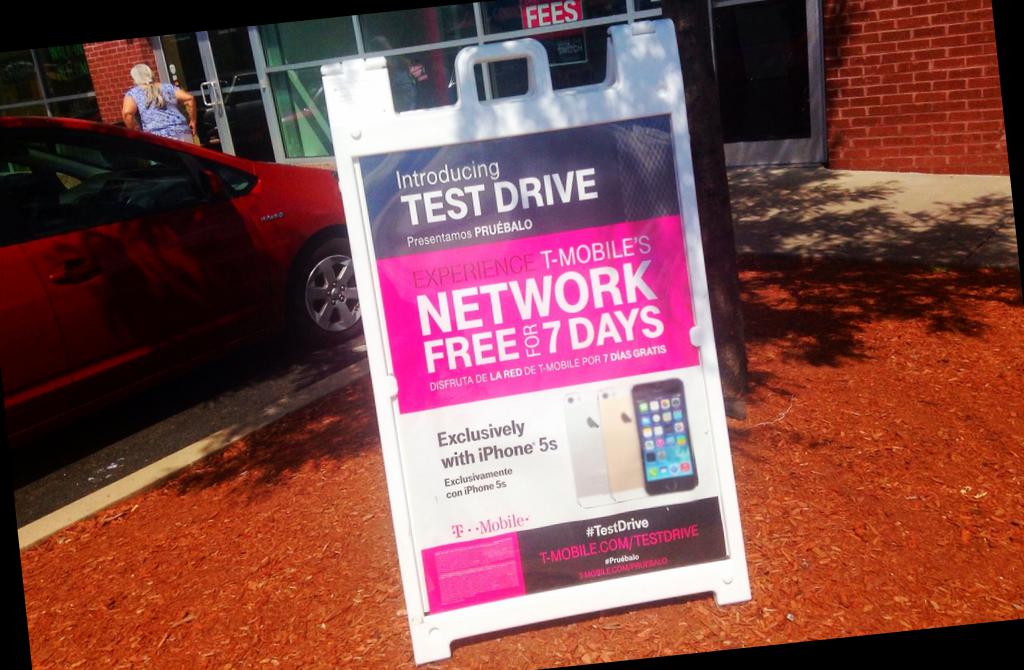 FEES
SWITCH
Introducing
TEST DRIVE
Presentamos PRUÉBALO
EXPERIENCE T-MOBILE'S
NETWORK
FREE FOR 7 DAYS
DISFRUTA DE LA RED DE T-MOBILE POR 7 DÍAS GRATIS
Exclusively
with iPhone® 5s
Exclusivamente
con iPhone 5s
T··Mobile·
#TestDrive
T-MOBILE.COM/TESTDRIVE
#Pruébalo
T-MOBILE.COM/PRUEBALO